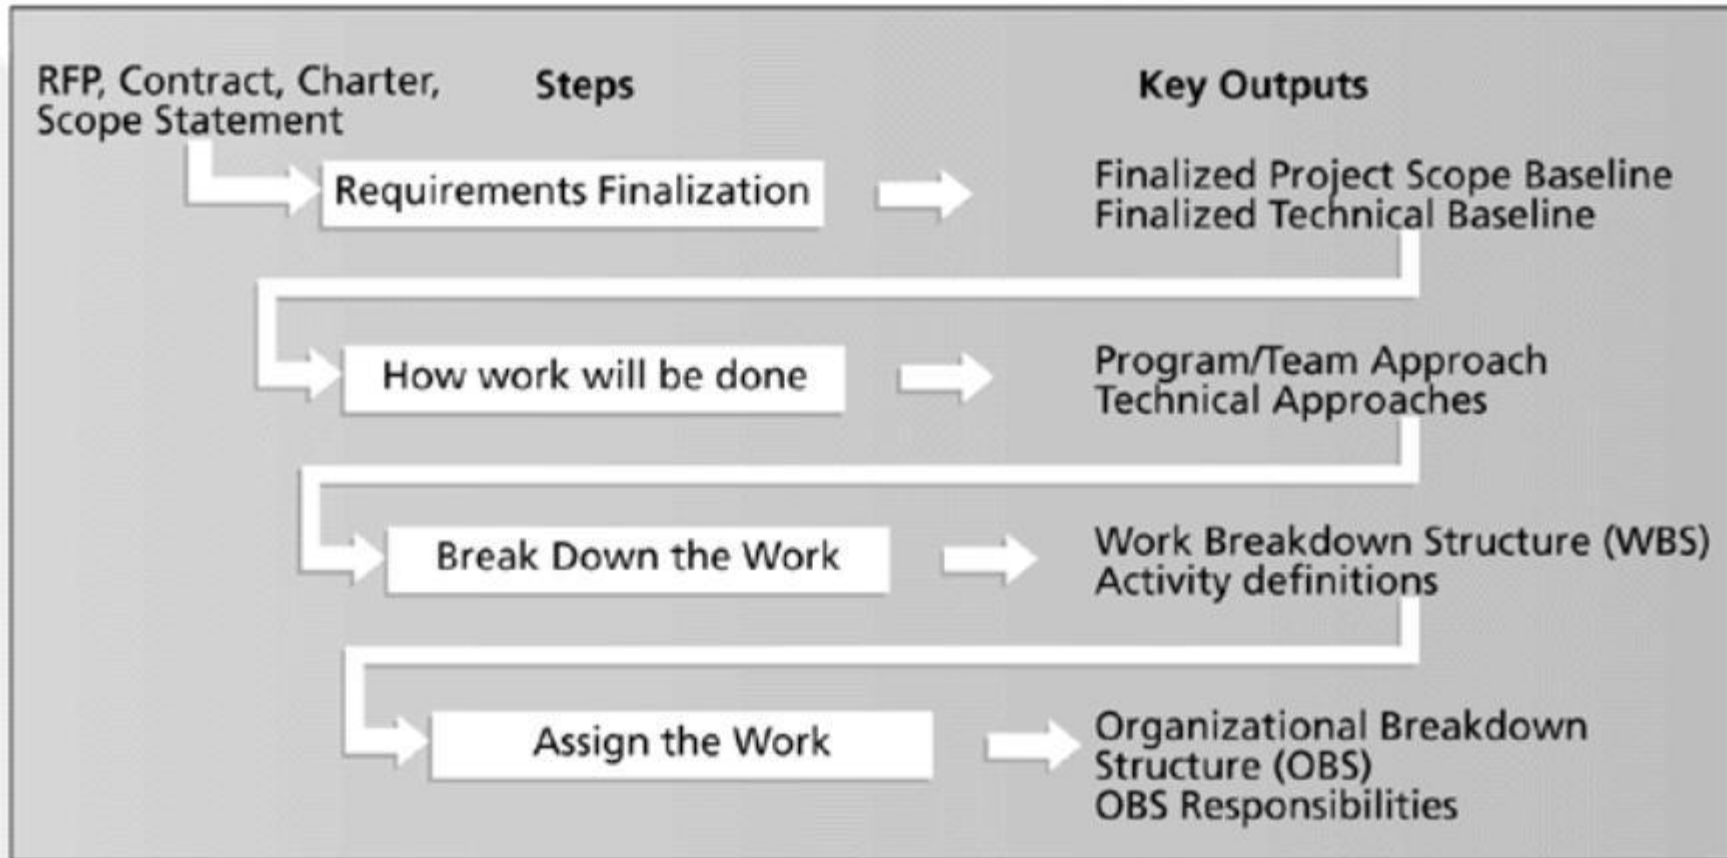 RFP, Contract, Charter,
Scope Statement
Steps
Key Outputs
Requirements Finalization
Finalized Project Scope Baseline
Finalized Technical Baseline
How work will be done
Program/Team Approach
Technical Approaches
Break Down the Work
Work Breakdown Structure (WBS)
Activity definitions
Assign the Work
Organizational Breakdown
Structure (OBS)
OBS Responsibilities